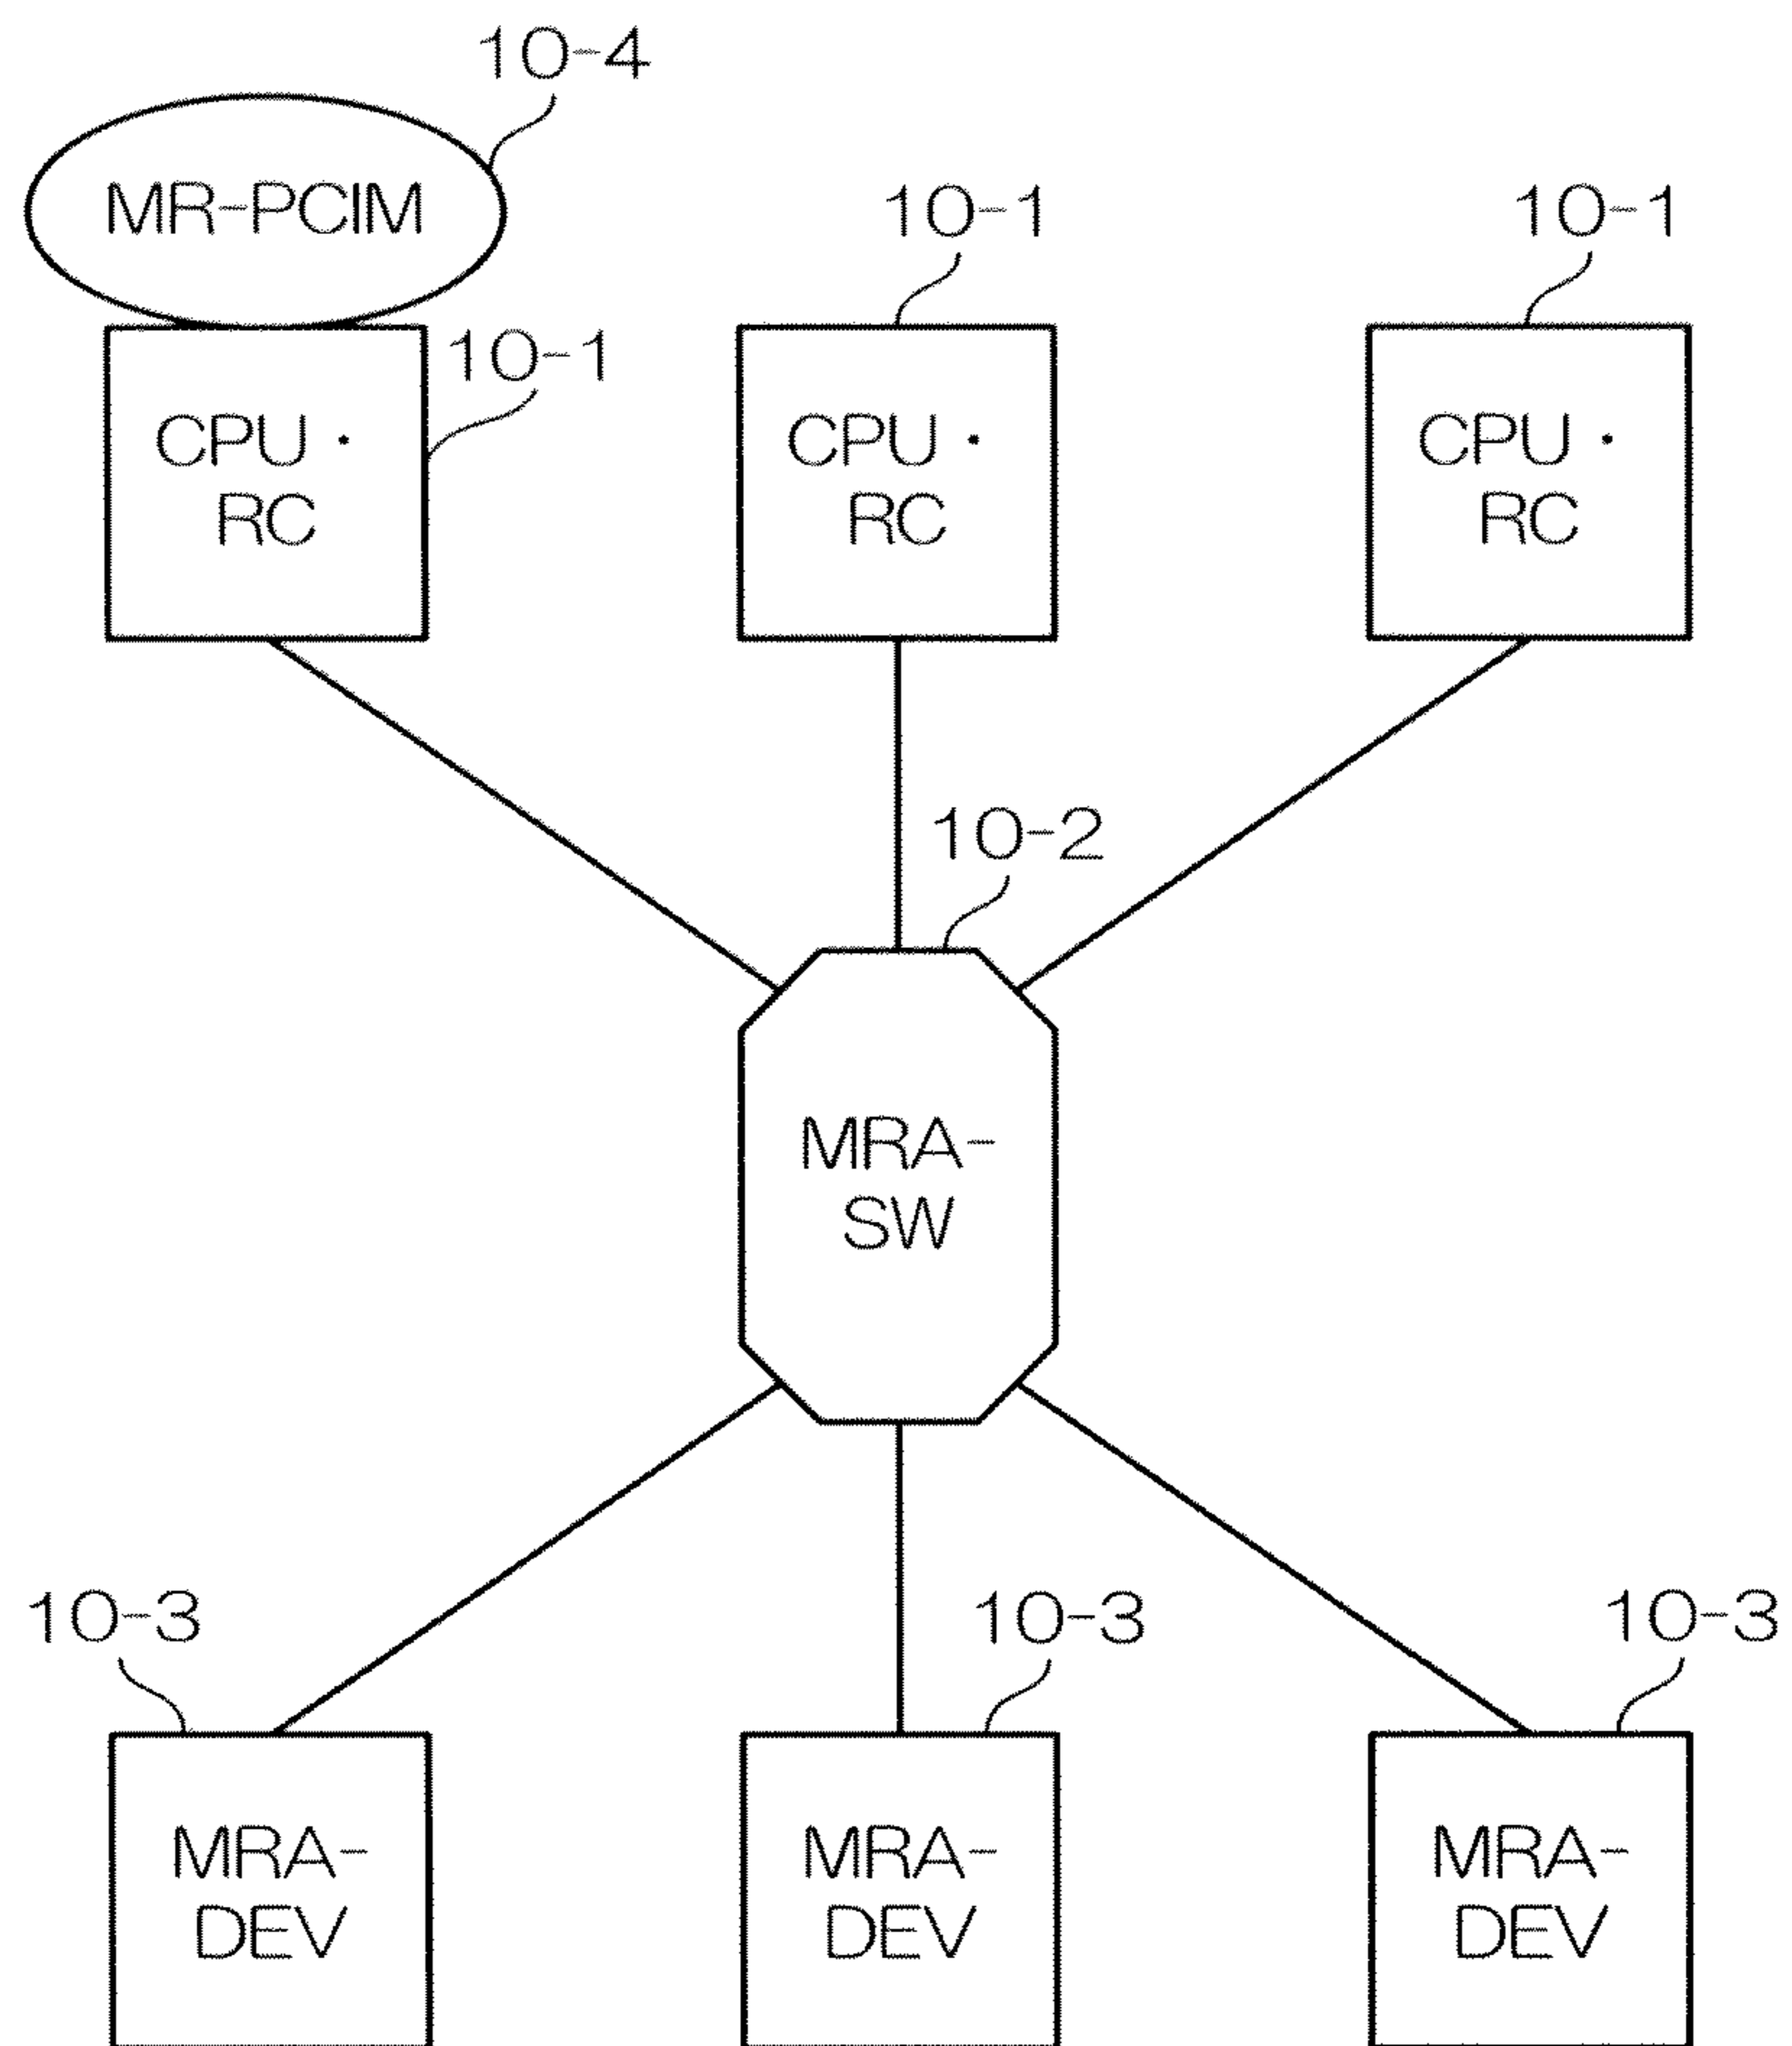 10-4
MR-PCIM
10-1
10-1
10-1
CPU・
RC
CPU・
RC
CPU・
RC
10-2
MRA-
SW
10-3
10-3
10-3
MRA-
DEV
MRA-
DEV
MRA-
DEV